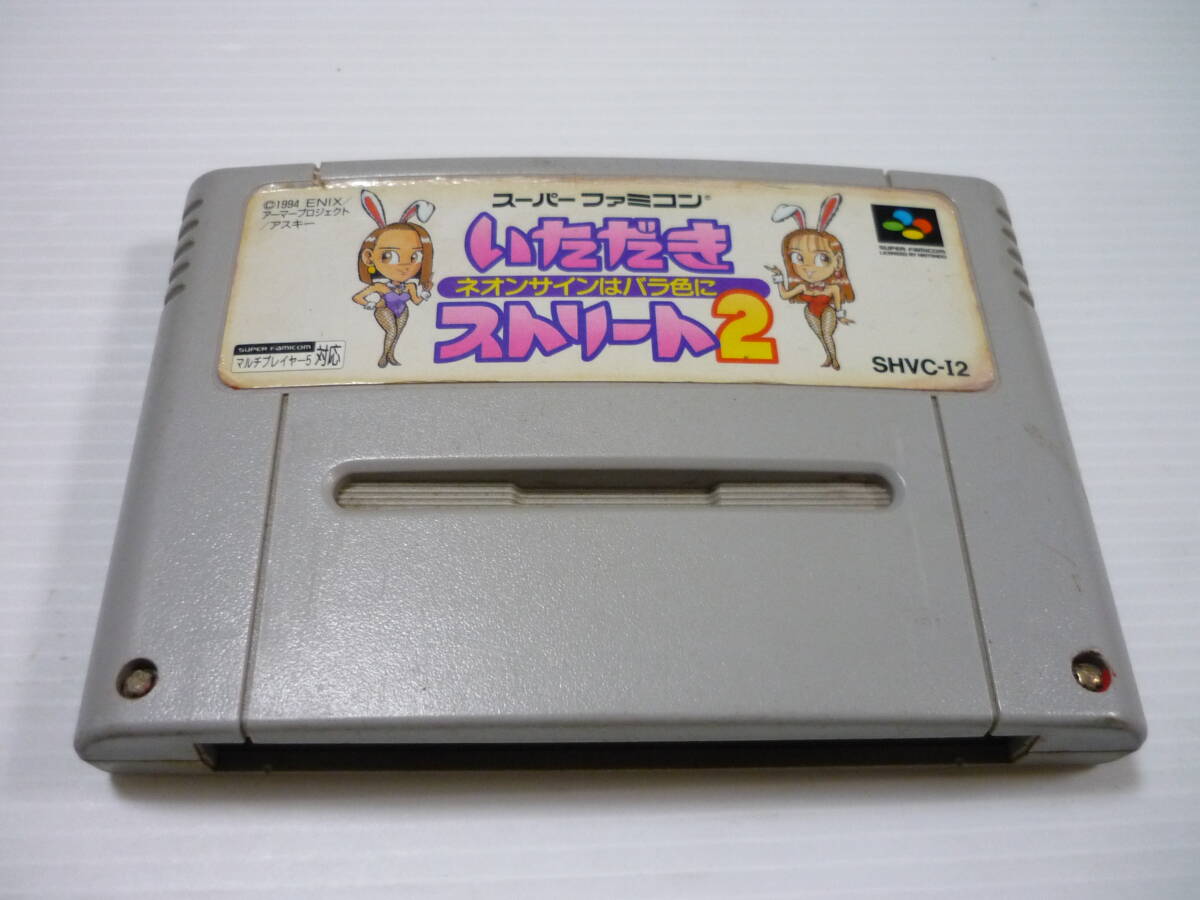 ©1994 ENIX/
アーマープロジェクト
/アスキー
スーパーファミコン®
いただき
ネオンサインはバラ色に
ストリート2
SUPER FAMICOM
LICENSED BY NINTENDO
SUPER FAMICOM
マルチプレイヤー5 対応
SHVC-I2